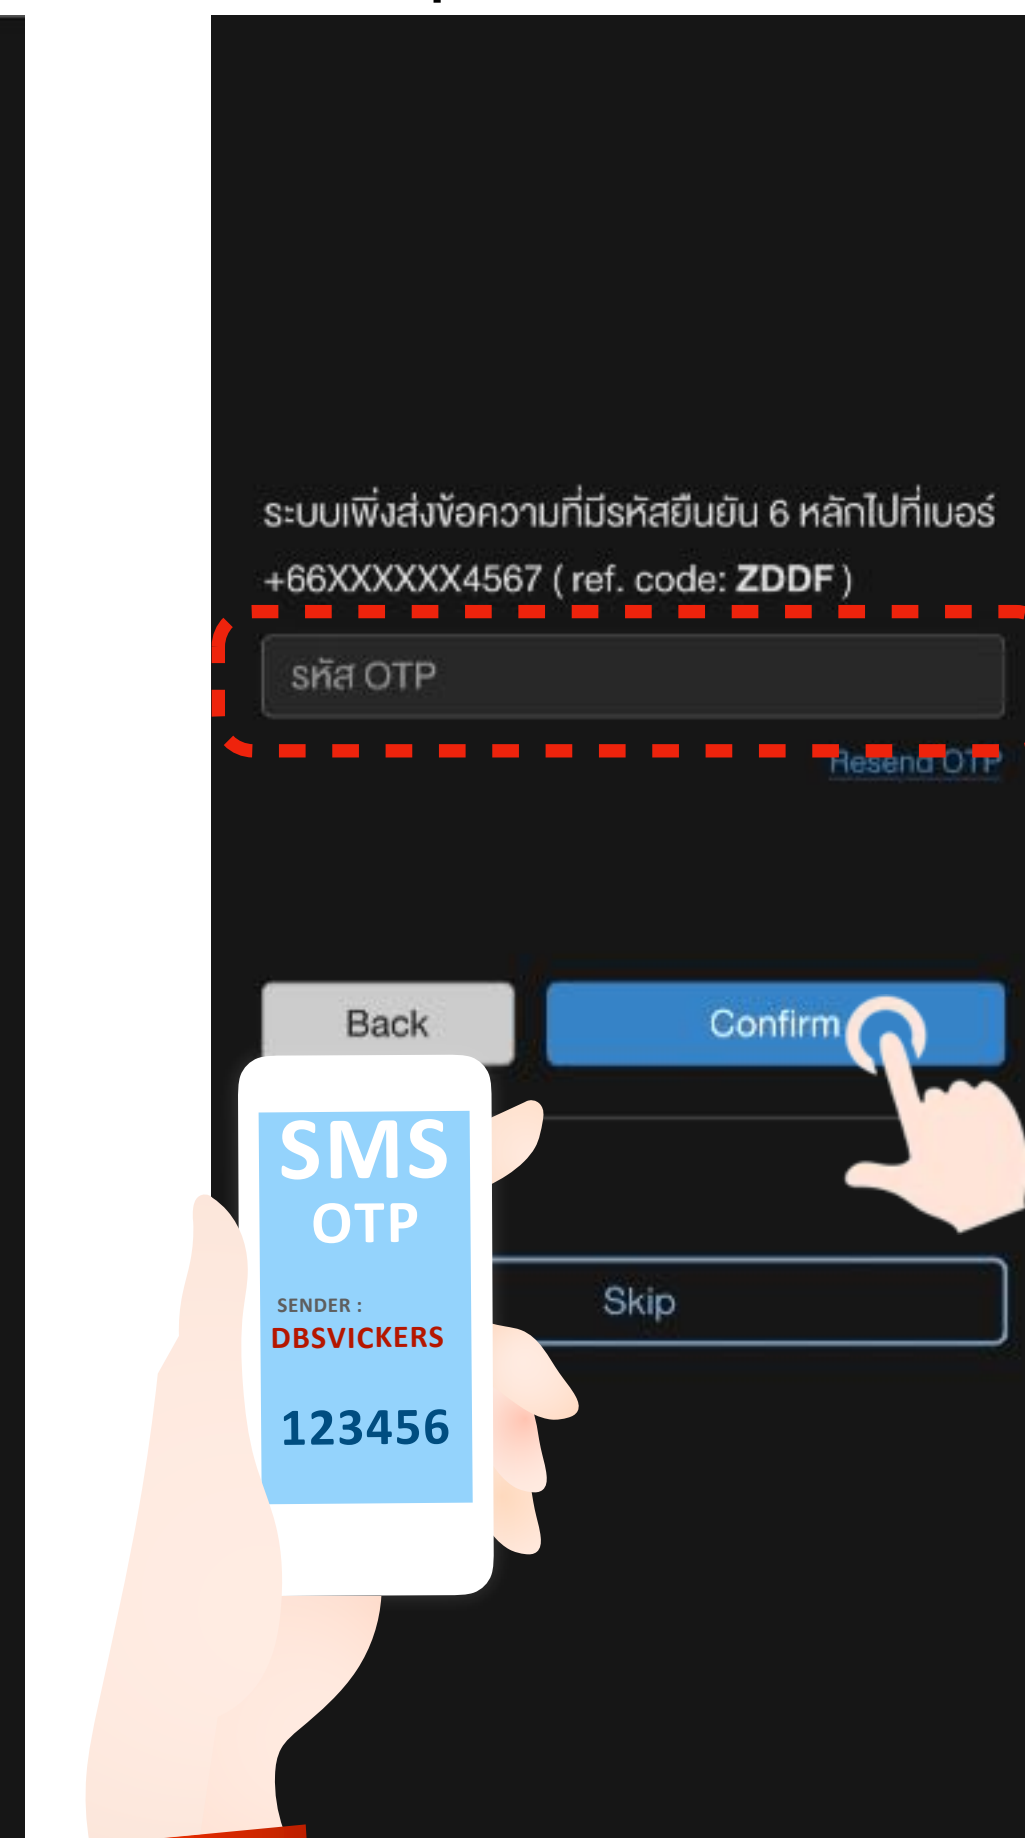 ระบบเพิ่งส่งข้อความที่มีรหัสยืนยัน 6 หลักไปที่เบอร์
+66XXXXXX4567 ( ref. code: ZDDF )
รหัส OTP
Resend OTP
Back
Confirm
SMS
OTP
SENDER :
DBSVICKERS
123456
Skip